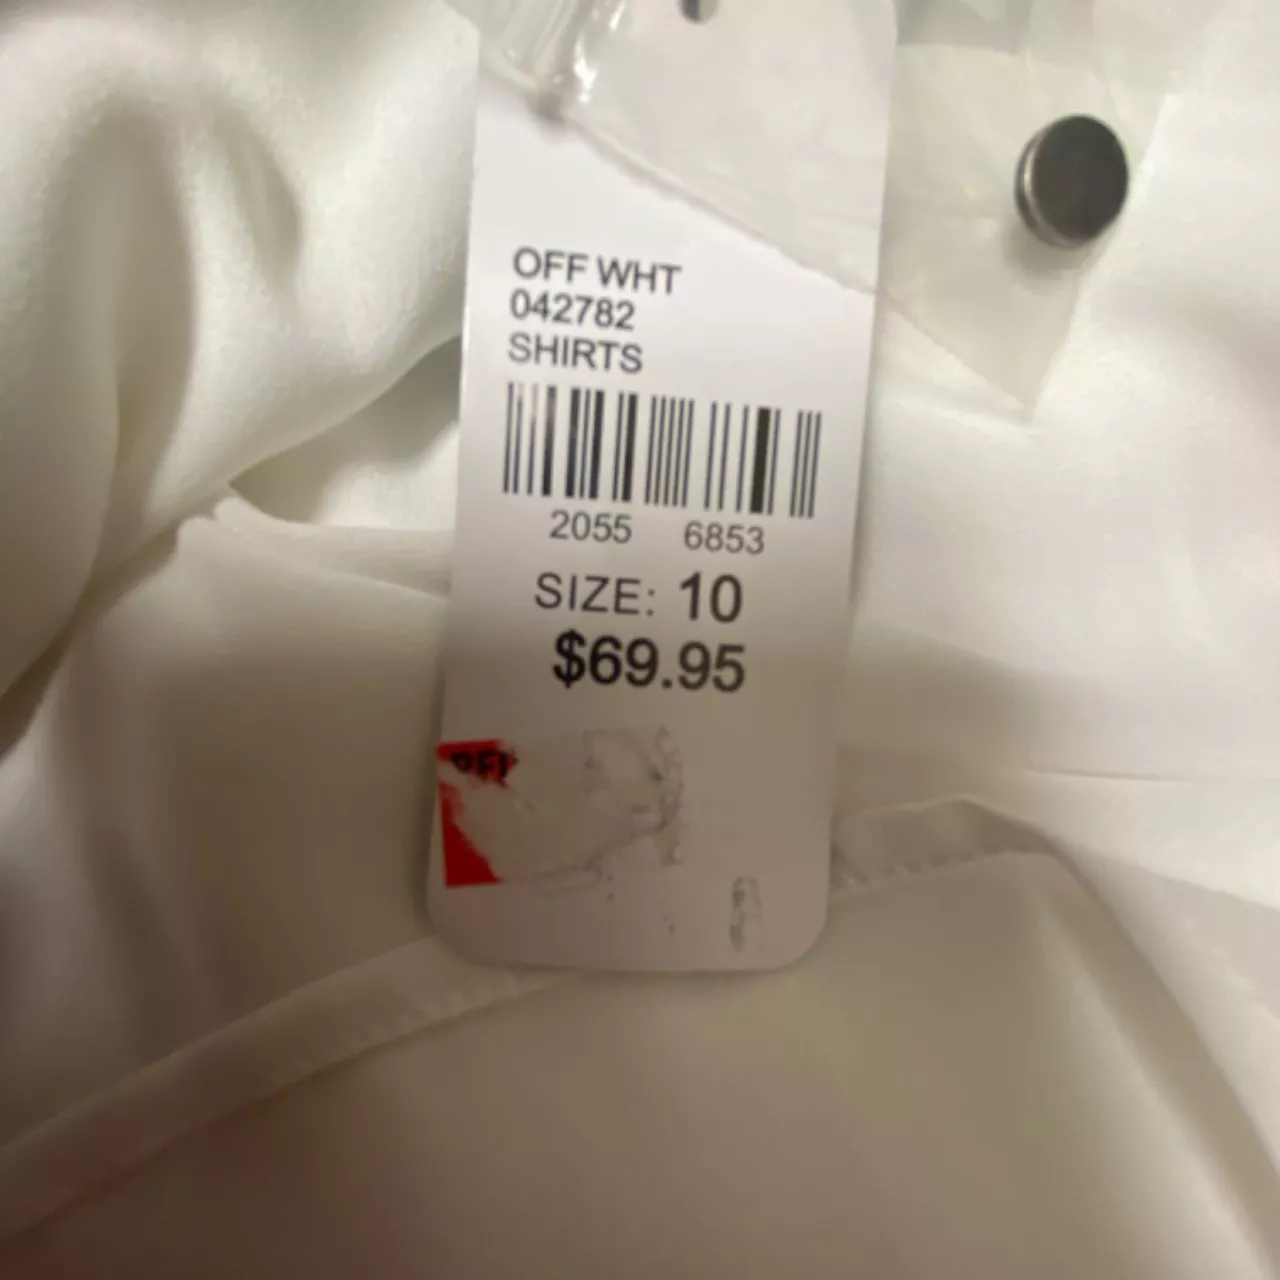 OFF WHT
042782
SHIRTS
2055 6853
SIZE: 10
$69.95